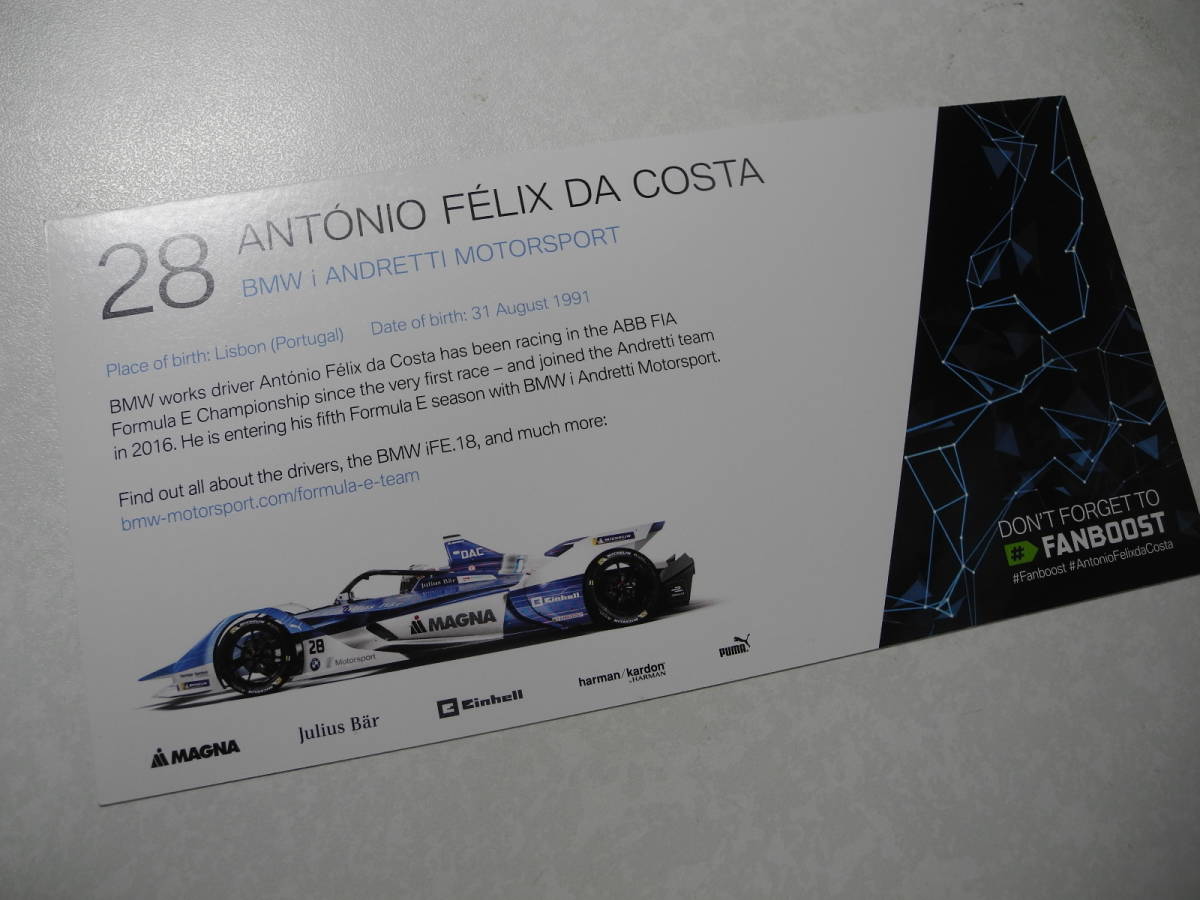 28
ANTÓNIO FÉLIX DA COSTA
BMW i ANDRETTI MOTORSPORT
Place of birth: Lisbon (Portugal) Date of birth: 31 August 1991
BMW works driver António Félix da Costa has been racing in the ABB FIA
Formula E Championship since the very first race – and joined the Andretti team
in 2016. He is entering his fifth Formula E season with BMW i Andretti Motorsport.
Find out all about the drivers, the BMW iFE.18, and much more:
bmw-motorsport.com/formula-e-team
DON'T FORGET TO
# FANBOOST
#Fanboost #AntonioFelixdaCosta
DAC
Julius Bär
MAGNA
Einhell
28
i Motorsport
MAGNA
Julius Bär
Einhell
harman/kardon
by HARMAN
PUMA